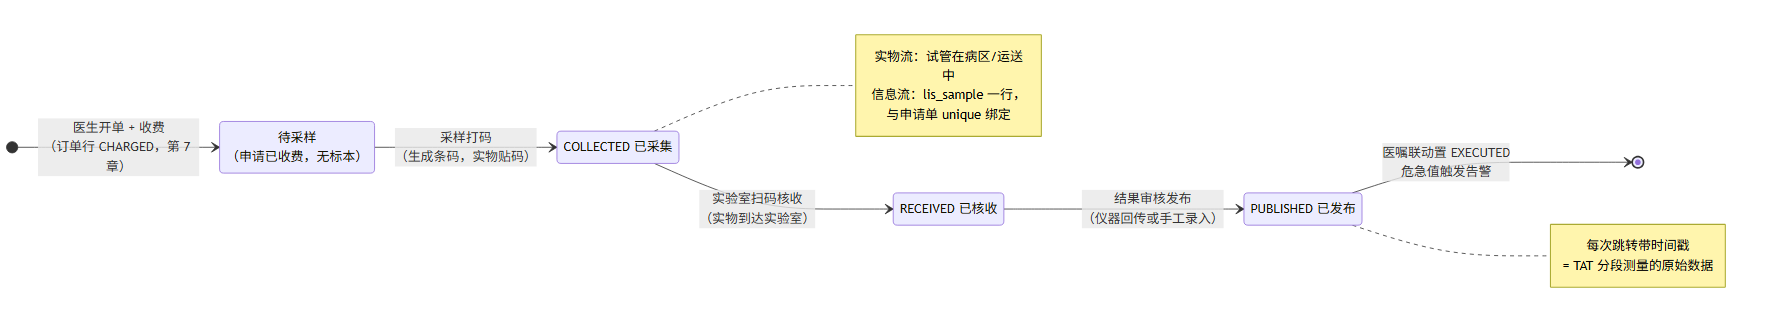 医生开单 + 收费
（订单行 CHARGED，第 7
章）
待采样
（申请已收费，无标本）
采样打码
（生成条码，实物贴码）
COLLECTED 已采集
实物流：试管在病区/运送
中
信息流：lis_sample 一行，
与申请单 unique 绑定
实验室扫码核收
（实物到达实验室）
RECEIVED 已核收
结果审核发布
（仪器回传或手工录入）
PUBLISHED 已发布
医嘱联动置 EXECUTED
危急值触发告警
每次跳转带时间戳
= TAT 分段测量的原始数据